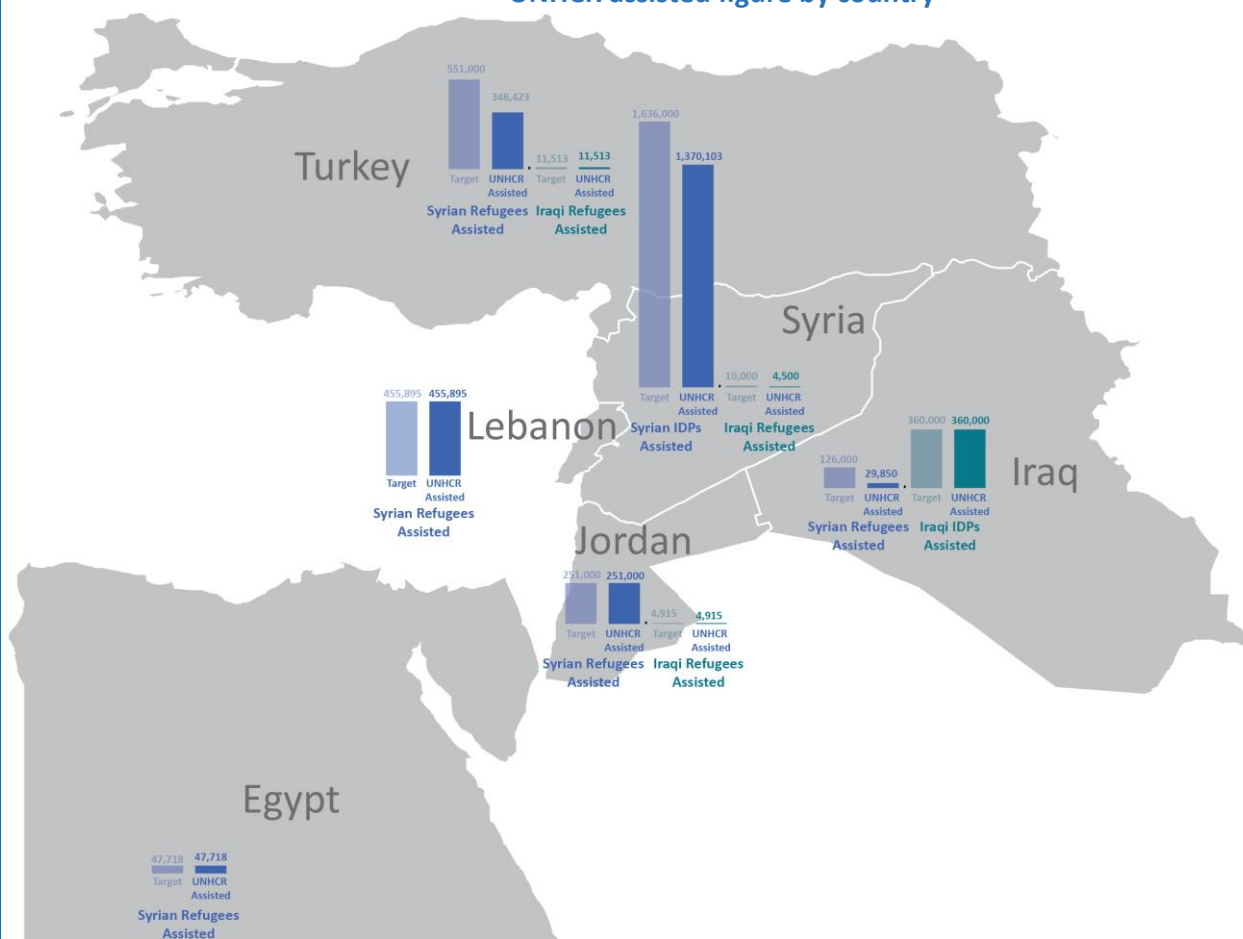 UNHCR assisted figure by country
Turkey
551,000
348,423
11,513 11,513
Target UNHCR Assisted Target UNHCR Assisted
Syrian Refugees Assisted
Iraqi Refugees Assisted
Syria
1,636,000
1,370,103
10,000 4,500
Target UNHCR Assisted Target UNHCR Assisted
Syrian IDPs Assisted
Iraqi Refugees Assisted
Lebanon
455,895 455,895
Target UNHCR Assisted
Syrian Refugees Assisted
Iraq
126,000 29,850
360,000 360,000
Target UNHCR Assisted Target UNHCR Assisted
Syrian Refugees Assisted
Iraqi IDPs Assisted
Jordan
251,000 251,000
4,915 4,915
Target UNHCR Assisted Target UNHCR Assisted
Syrian Refugees Assisted
Iraqi Refugees Assisted
Egypt
47,718 47,718
Target UNHCR Assisted
Syrian Refugees Assisted